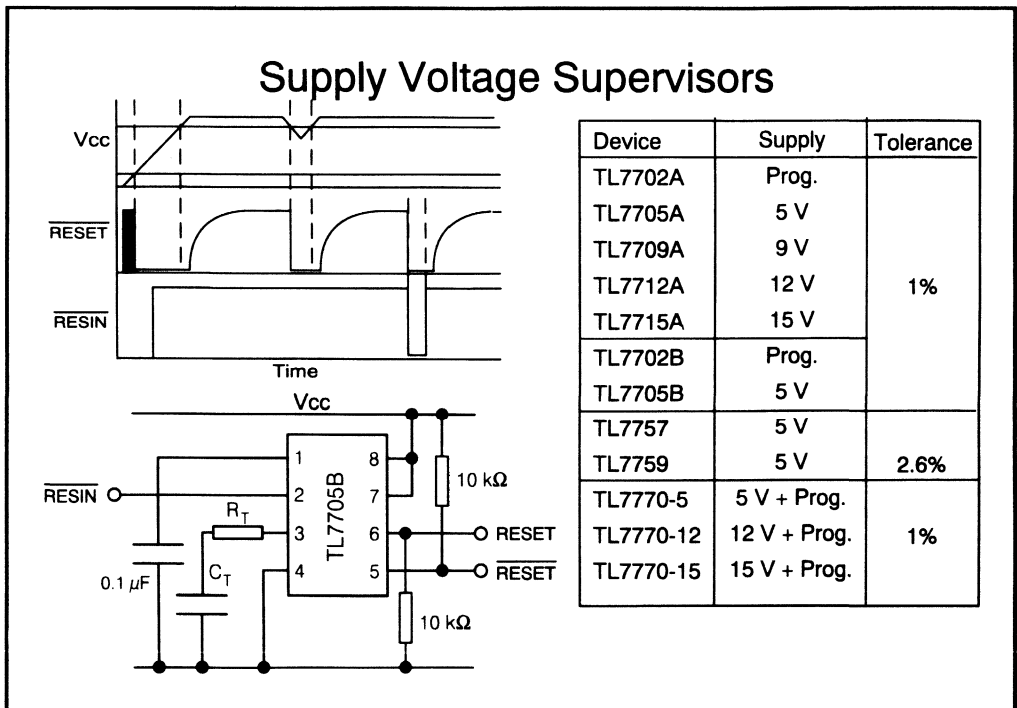 Supply Voltage Supervisors
Vcc
RESET
RESIN
Time
Vcc
RESIN
0.1 µF
C_T
R_T
1
2
3
4
TL7705B
8
7
6
5
10 kΩ
RESET
RESET
10 kΩ
Device Supply Tolerance
TL7702A Prog.
TL7705A 5 V
TL7709A 9 V
TL7712A 12 V 1%
TL7715A 15 V
TL7702B Prog.
TL7705B 5 V
TL7757 5 V
TL7759 5 V 2.6%
TL7770-5 5 V + Prog.
TL7770-12 12 V + Prog. 1%
TL7770-15 15 V + Prog.